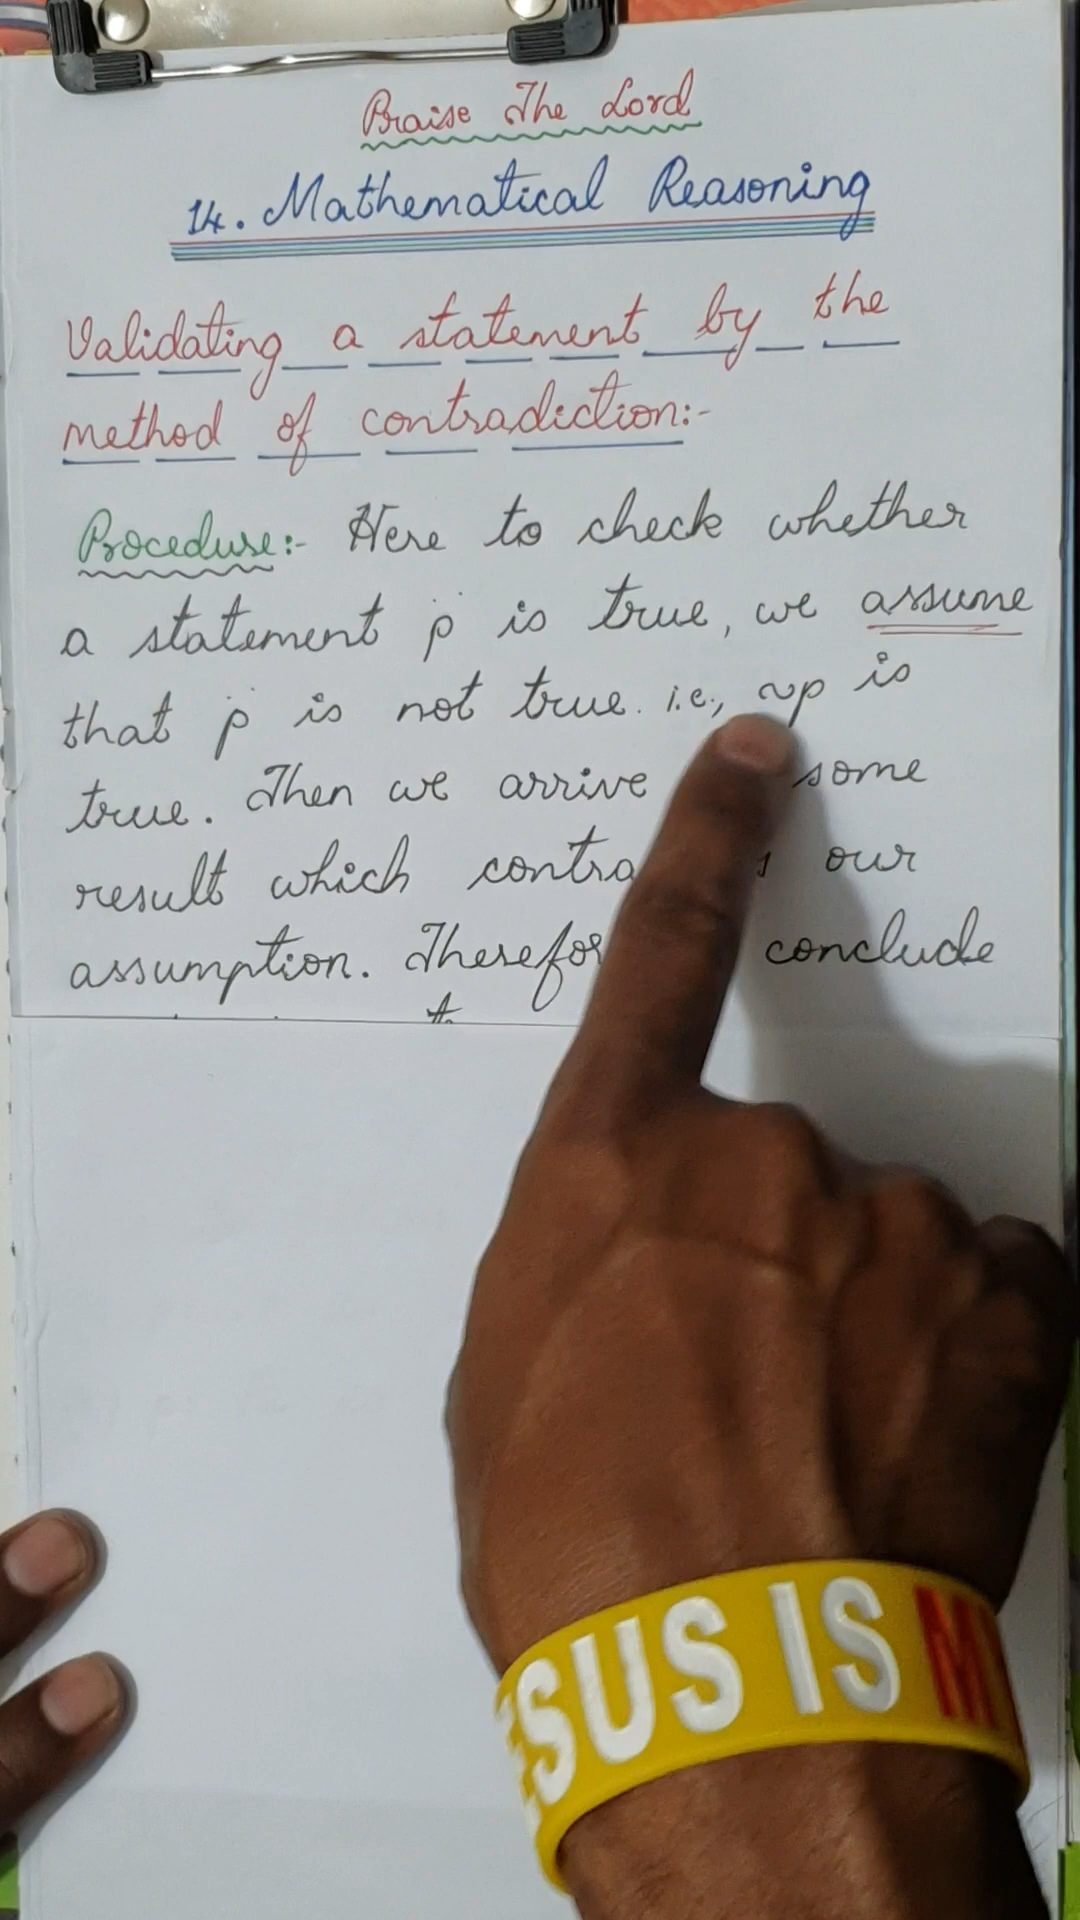 Praise The Lord
14. Mathematical Reasoning
Validating a statement by the
method of contradiction:-
Procedure:- Here to check whether
a statement p is true, we assume
that p is not true. i.e., ~p is
true. Then we arrive some
result which our
assumption. conclude
SUS IS